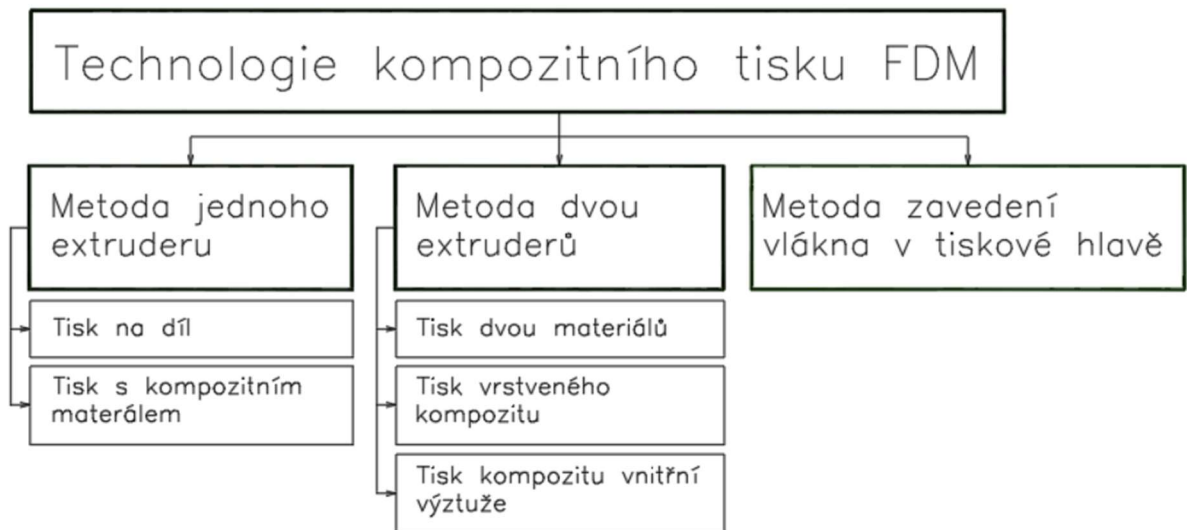 Technologie kompozitního tisku FDM
Metoda jednoho
extruderu
Tisk na díl
Tisk s kompozitním
materálem
Metoda dvou
extruderů
Tisk dvou materiálů
Tisk vrstveného
kompozitu
Tisk kompozitu vnitřní
výztuže
Metoda zavedení
vlákna v tiskové hlavě